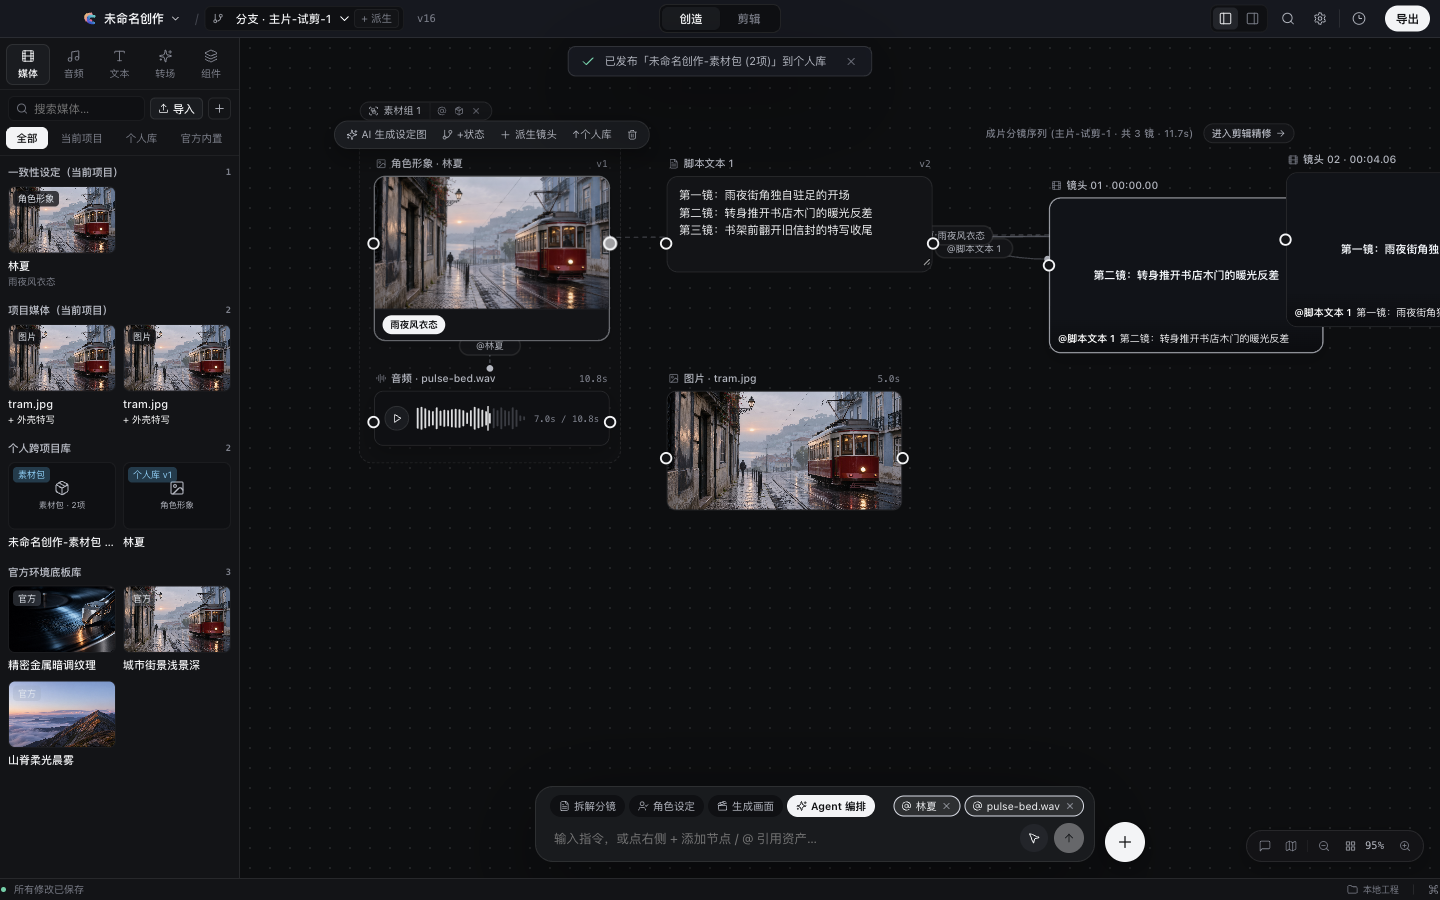 未命名创作
/
分支 · 主片-试剪-1
+ 派生
v16
创造
剪辑
导出
媒体
音频
文本
转场
组件
搜索媒体...
导入
全部
当前项目
个人库
官方内置
一致性设定（当前项目）
1
角色形象
林夏
雨夜风衣态
项目媒体（当前项目）
2
图片
图片
tram.jpg
tram.jpg
+ 外壳特写
+ 外壳特写
个人跨项目库
2
素材包
素材包 · 2项
个人库 v1
角色形象
未命名创作-素材包 ...
林夏
官方环境底板库
3
官方
官方
精密金属暗调纹理
城市街景浅景深
官方
山脊柔光晨雾
已发布「未命名创作-素材包 (2项)」到个人库
素材组 1
AI 生成设定图
+状态
派生镜头
↑个人库
角色形象 · 林夏
v1
雨夜风衣态
@林夏
音频 · pulse-bed.wav
10.8s
7.0s / 10.8s
脚本文本 1
v2
第一镜：雨夜街角独自驻足的开场
第二镜：转身推开书店木门的暖光反差
第三镜：书架前翻开旧信封的特写收尾
雨夜风衣态
@脚本文本 1
图片 · tram.jpg
5.0s
成片分镜序列 (主片-试剪-1 · 共 3 镜 · 11.7s)
进入剪辑精修 →
镜头 01 · 00:00.00
第二镜：转身推开书店木门的暖光反差
@脚本文本 1 第二镜：转身推开书店木门的暖光反差
镜头 02 · 00:04.06
第一镜：雨夜街角独
@脚本文本 1 第一镜：雨夜街角
拆解分镜
角色设定
生成画面
Agent 编排
@ 林夏
@ pulse-bed.wav
输入指令，或点右侧 + 添加节点 / @ 引用资产...
95%
所有修改已保存
本地工程